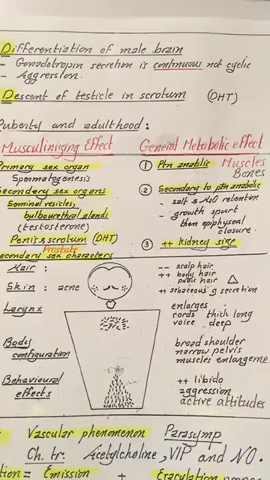 Differentiation of male brain
- Gonadotropin secretion is continuous not cyclic
- Aggression.
Descent of testicle in scrotum (DHT)
Puberty and adulthood:
Musculinizing Effect
Primary sex organ
Spermatogenesis
Secondary sex organs
Seminal vesicles,
bulbourethral glands
(testosterone)
Penis & scrotum (DHT)
Prostate
Secondary sex characters
General Metabolic effect
① Ptn anablic Muscles
Bones
② Secondary to ptn anabolic
- salt & H2O retention
- growth spurt
then epiphyseal
closure.
③ ++ kidney size
Hair:
-- scalp hair
++ body hair
pubic hair △
Skin: acne
++ sebaceous g secretion
Larynx
enlarges
cords thick long
voice deep
Body
configuration
broad shoulder
narrow pelvis
muscles enlargeme
Behavioural
effects
++ libido
aggression
active attitudes
Vascular phenomenon Parasymp
Ch. tr: Acetylcholine, VIP and NO.
tion = Emission + Ejaculation